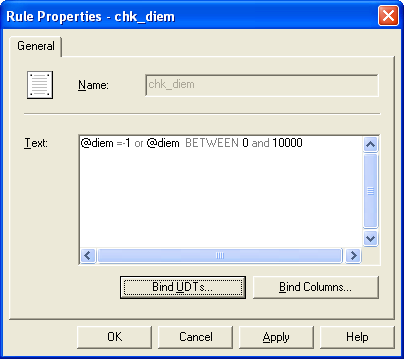 Rule Properties - chk_diem
General
Name: chk_diem
Text: @diem =-1 or @diem BETWEEN 0 and 10000
Bind UDTs... Bind Columns...
OK Cancel Apply Help